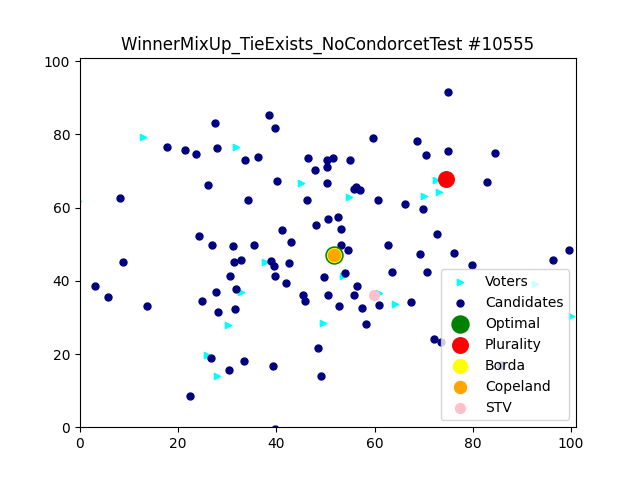 WinnerMixUp_TieExists_NoCondorcetTest #10555
100
80
60
40
20
0
0 20 40 60 80 100
Voters
Candidates
Optimal
Plurality
Borda
Copeland
STV